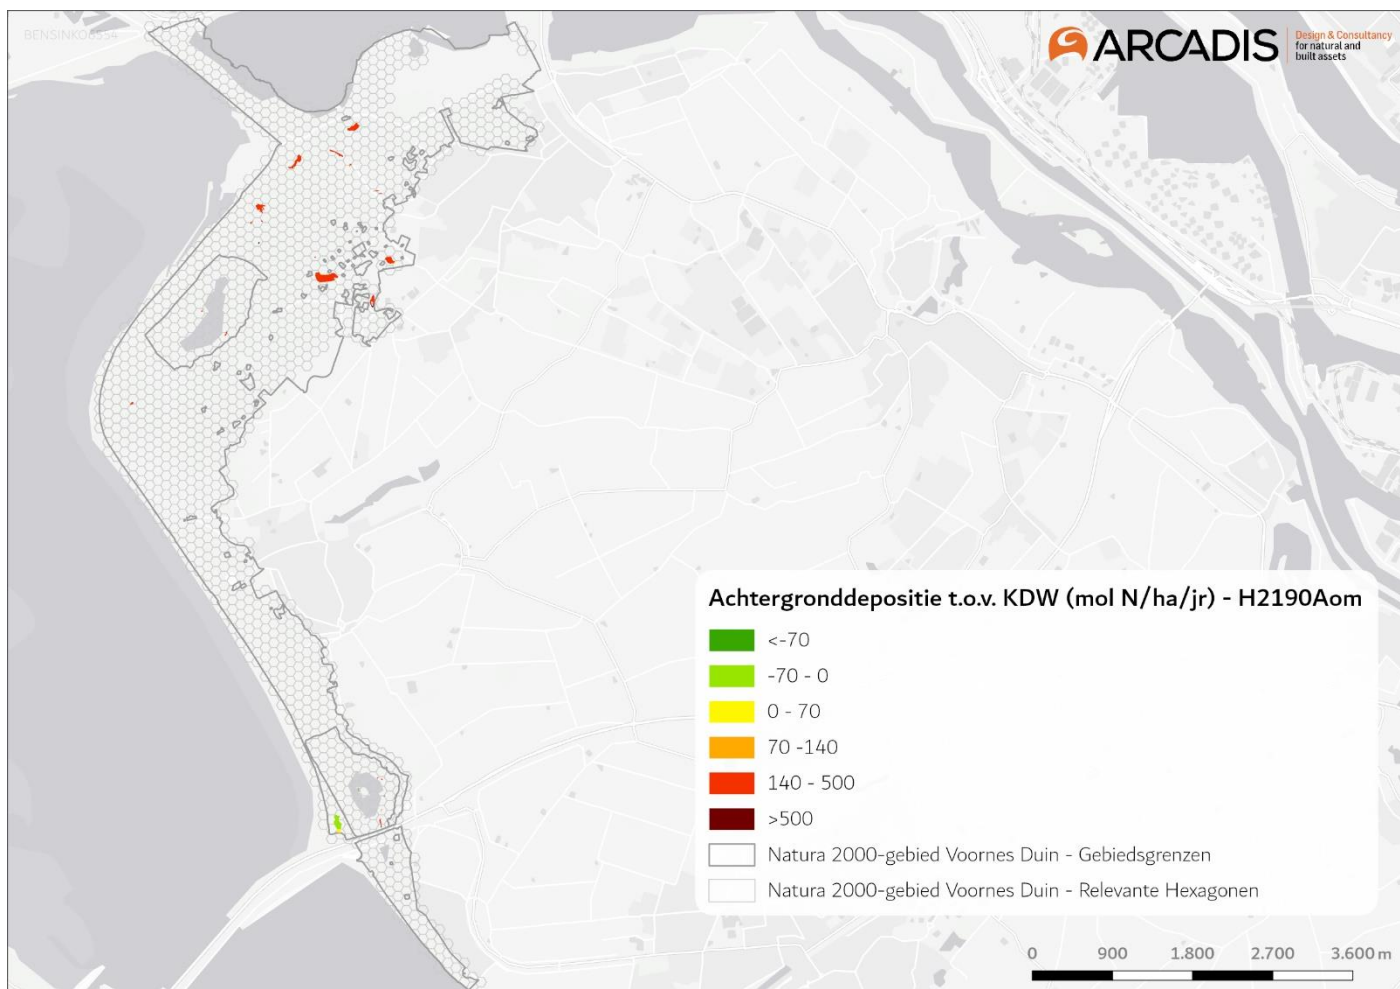 BENSINKO6554
ARCADIS
Design & Consultancy
for natural and
built assets
Achtergronddepositie t.o.v. KDW (mol N/ha/jr) - H2190Aom
<-70
-70 - 0
0 - 70
70 -140
140 - 500
>500
Natura 2000-gebied Voornes Duin - Gebiedsgrenzen
Natura 2000-gebied Voornes Duin - Relevante Hexagonen
0 900 1.800 2.700 3.600 m